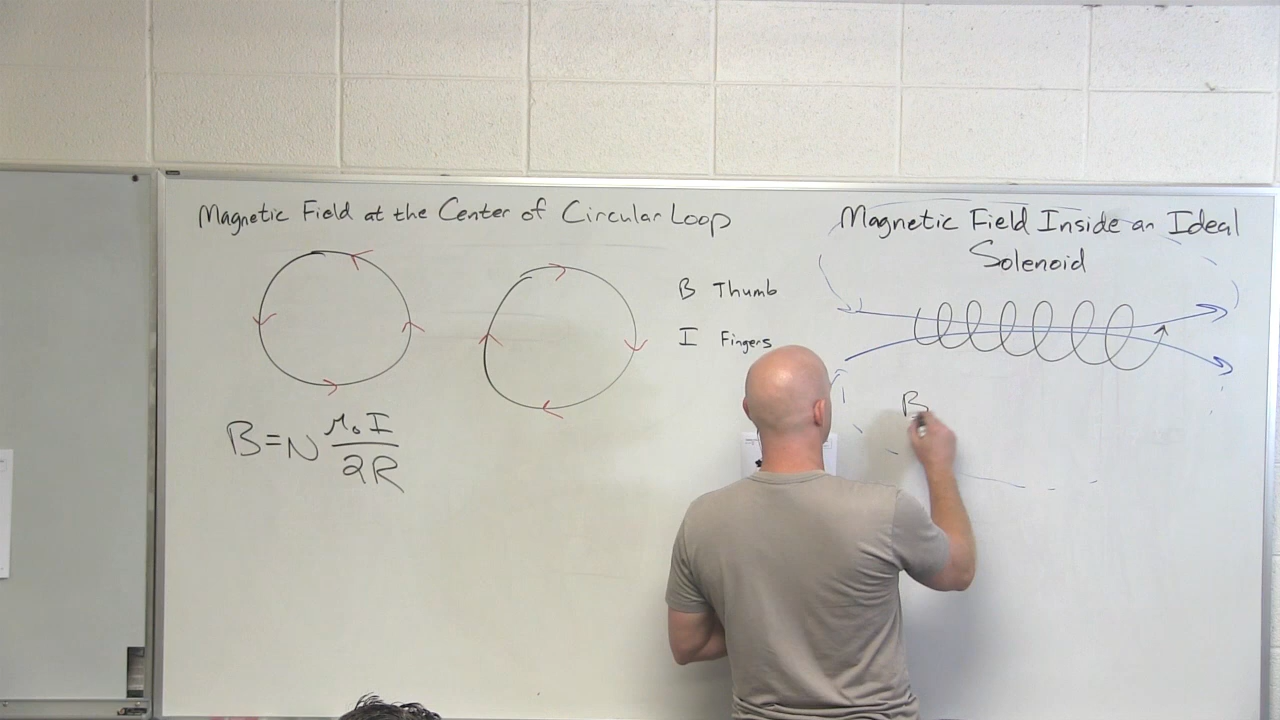 Magnetic Field at the Center of Circular Loop
B Thumb
I Fingers
B=N μ₀I/2R
Magnetic Field Inside an Ideal
Solenoid
B